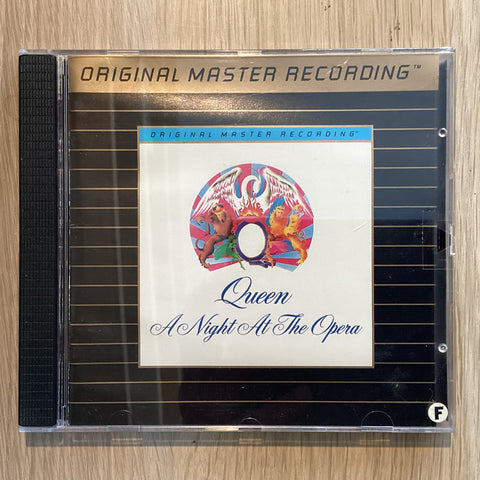 ORIGINAL MASTER RECORDING™
ORIGINAL MASTER RECORDING™
Queen
A Night At The Opera
F